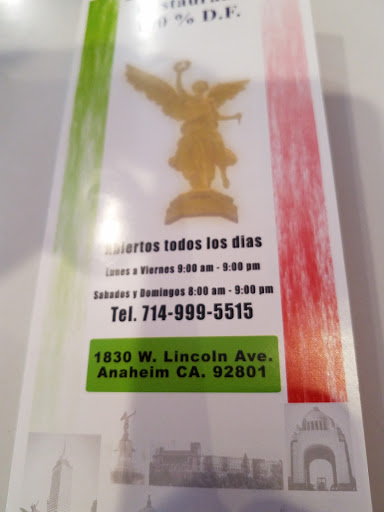 % D.F.
Abiertos todos los dias
Lunes a Viernes 9:00 am - 9:00 pm
Sabados y Domingos 8:00 am - 9:00 pm
Tel. 714-999-5515
1830 W. Lincoln Ave.
Anaheim CA. 92801